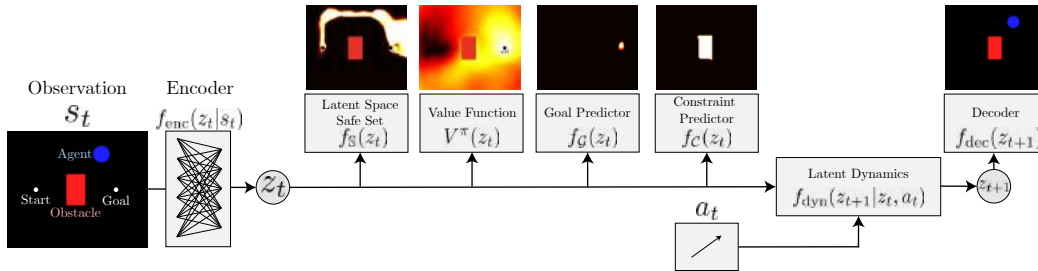 Observation
s_t
Agent
Start
Goal
Obstacle
Encoder
f_enc(z_t|s_t)
z_t
Latent Space
Safe Set
f_𝕊(z_t)
Value Function
V^π(z_t)
Goal Predictor
f_𝒢(z_t)
Constraint
Predictor
f_𝒞(z_t)
a_t
Latent Dynamics
f_dyn(z_{t+1}|z_t, a_t)
z_{t+1}
Decoder
f_dec(z_{t+1})